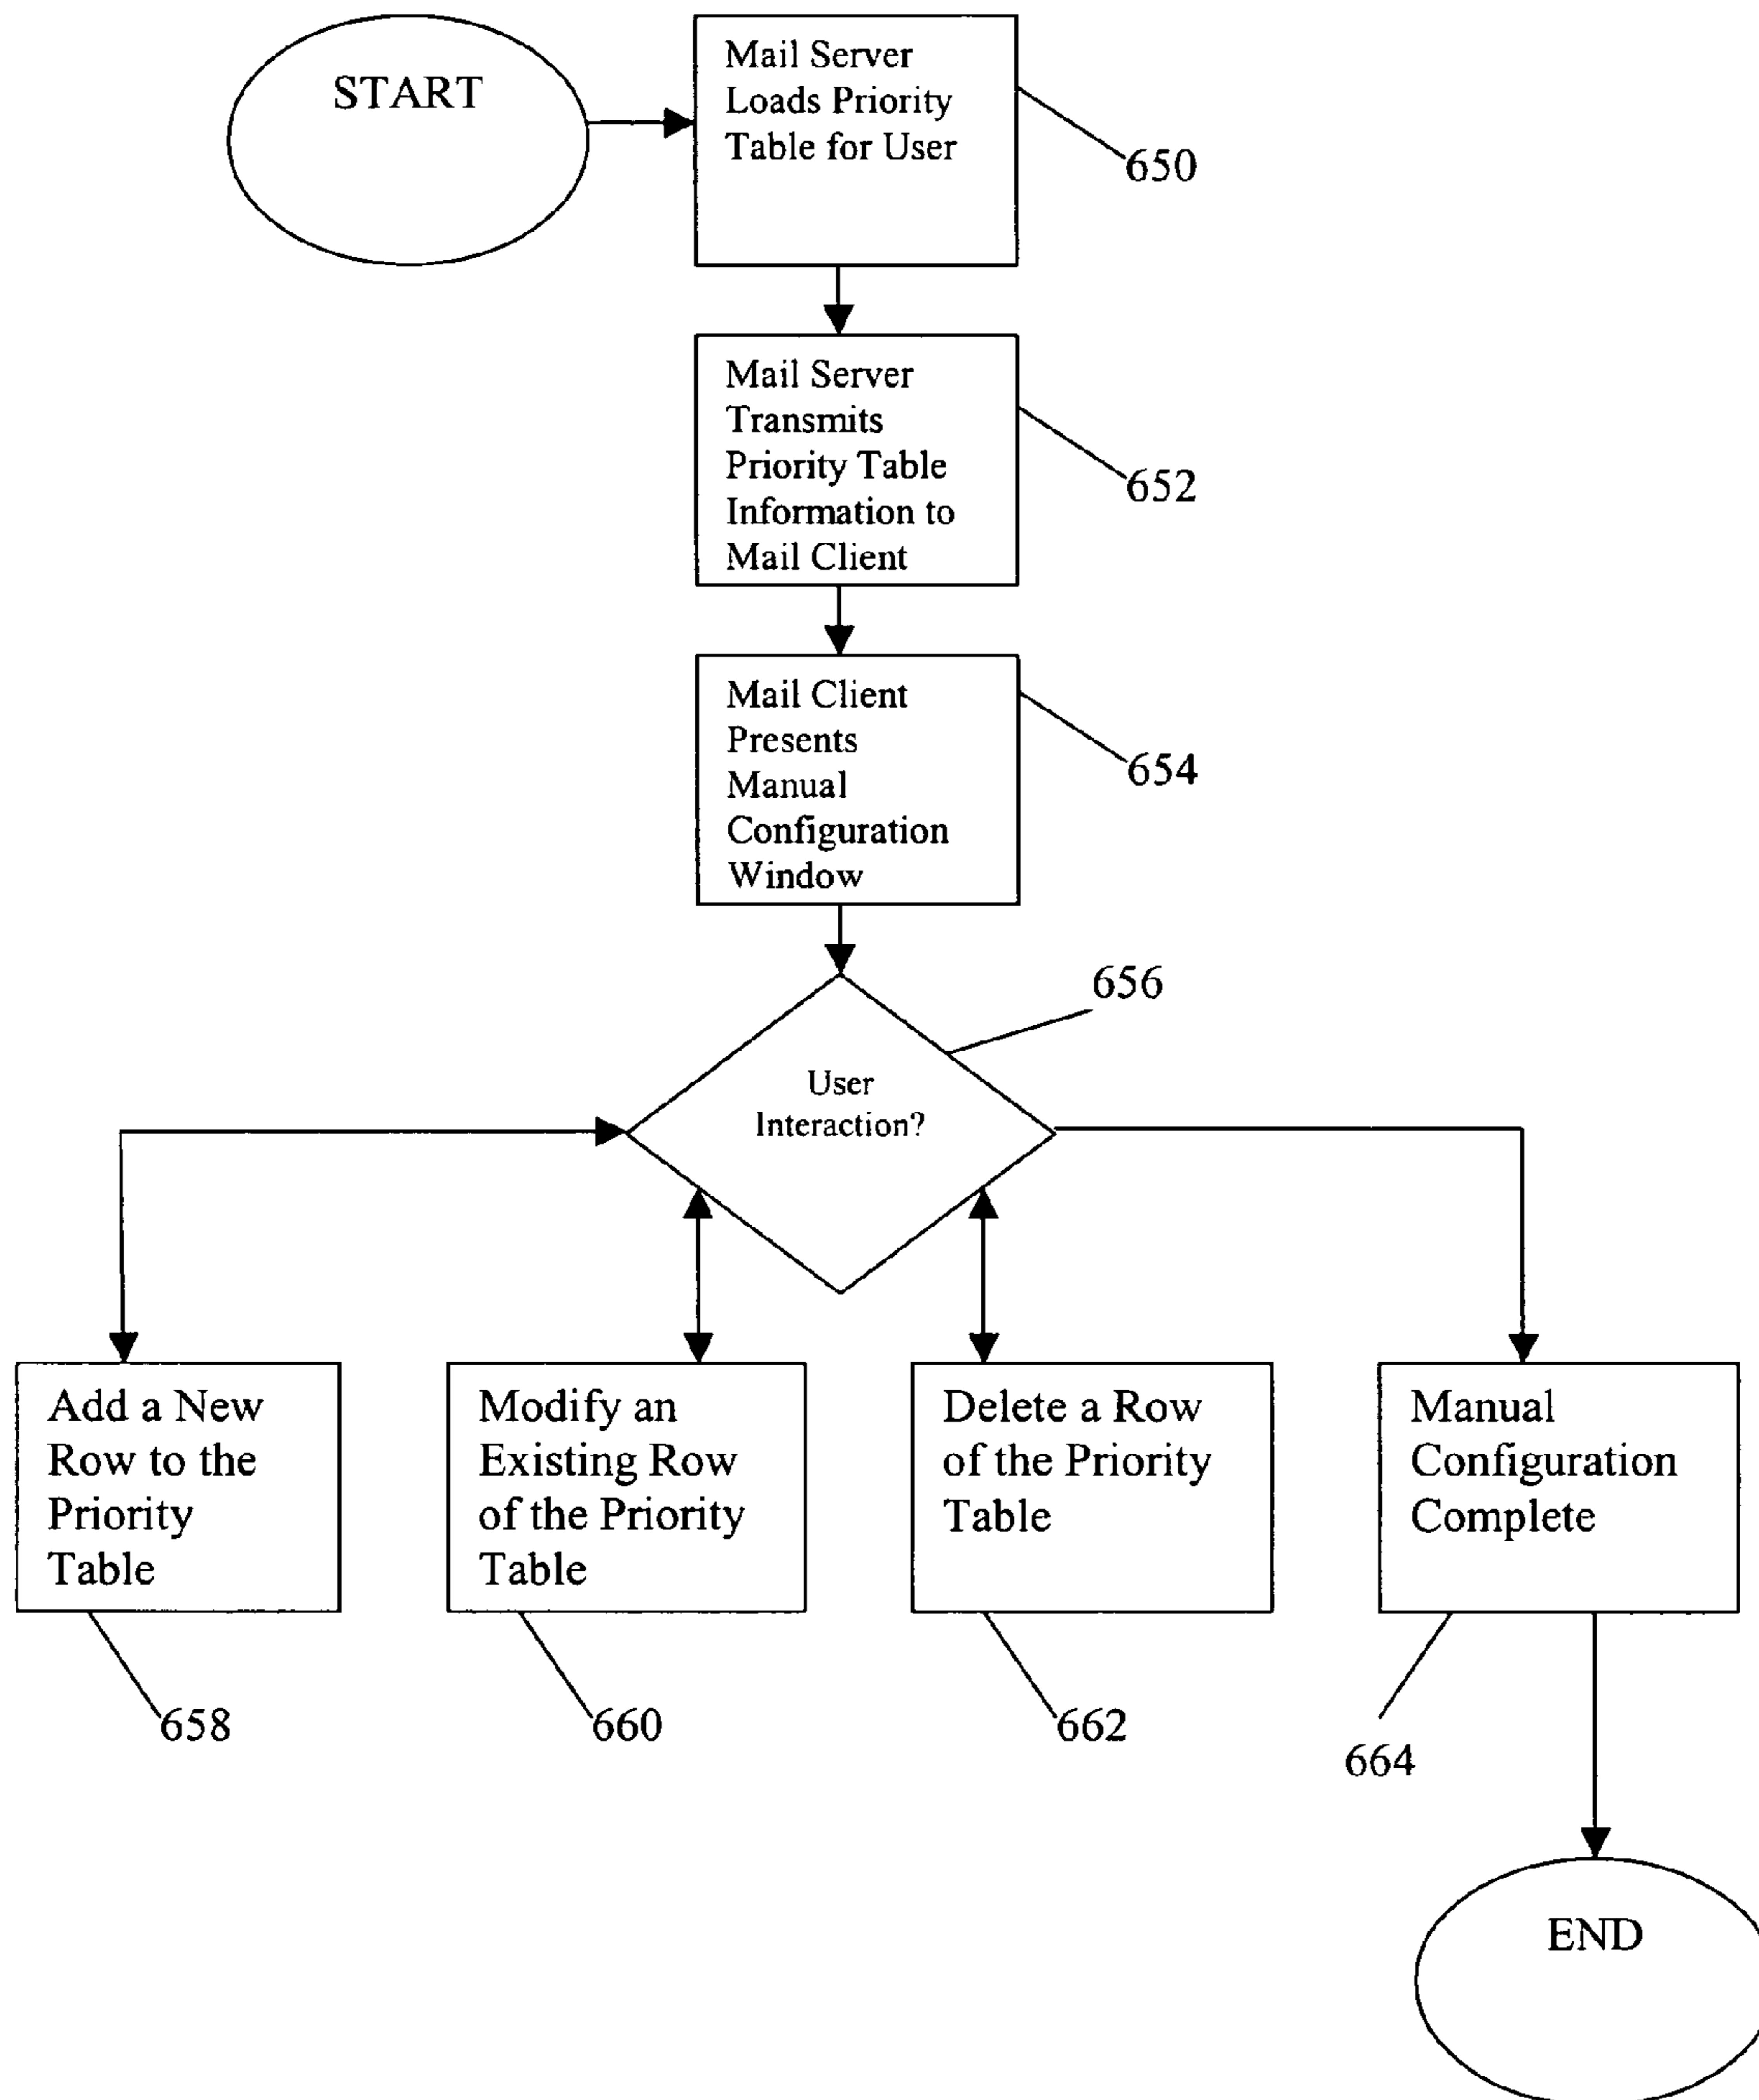 START
Mail Server
Loads Priority
Table for User
650
Mail Server
Transmits
Priority Table
Information to
Mail Client
652
Mail Client
Presents
Manual
Configuration
Window
654
656
User
Interaction?
Add a New
Row to the
Priority
Table
658
Modify an
Existing Row
of the Priority
Table
660
Delete a Row
of the Priority
Table
662
Manual
Configuration
Complete
664
END